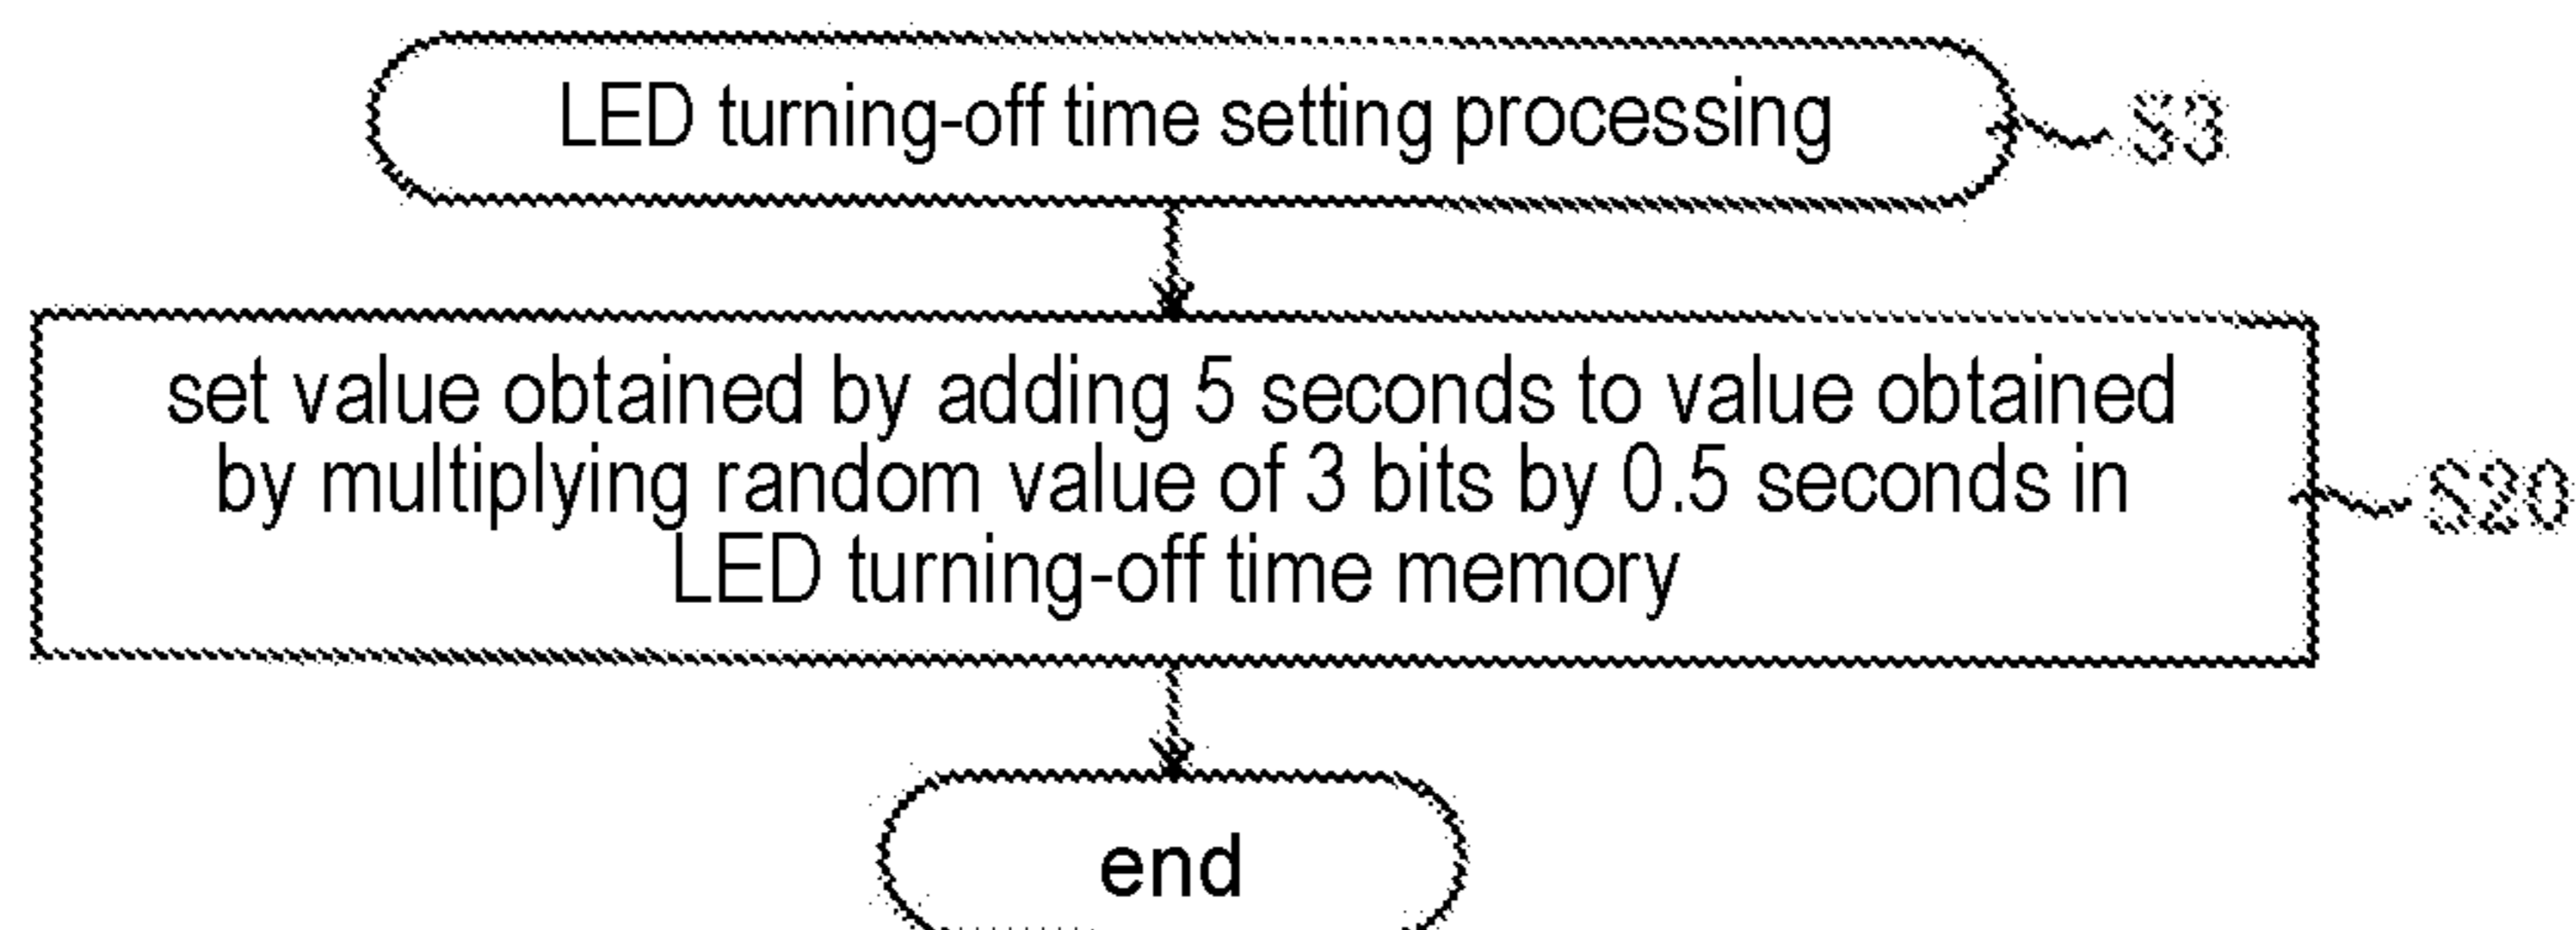 LED turning-off time setting processing
S3
set value obtained by adding 5 seconds to value obtained
by multiplying random value of 3 bits by 0.5 seconds in
LED turning-off time memory
S20
end